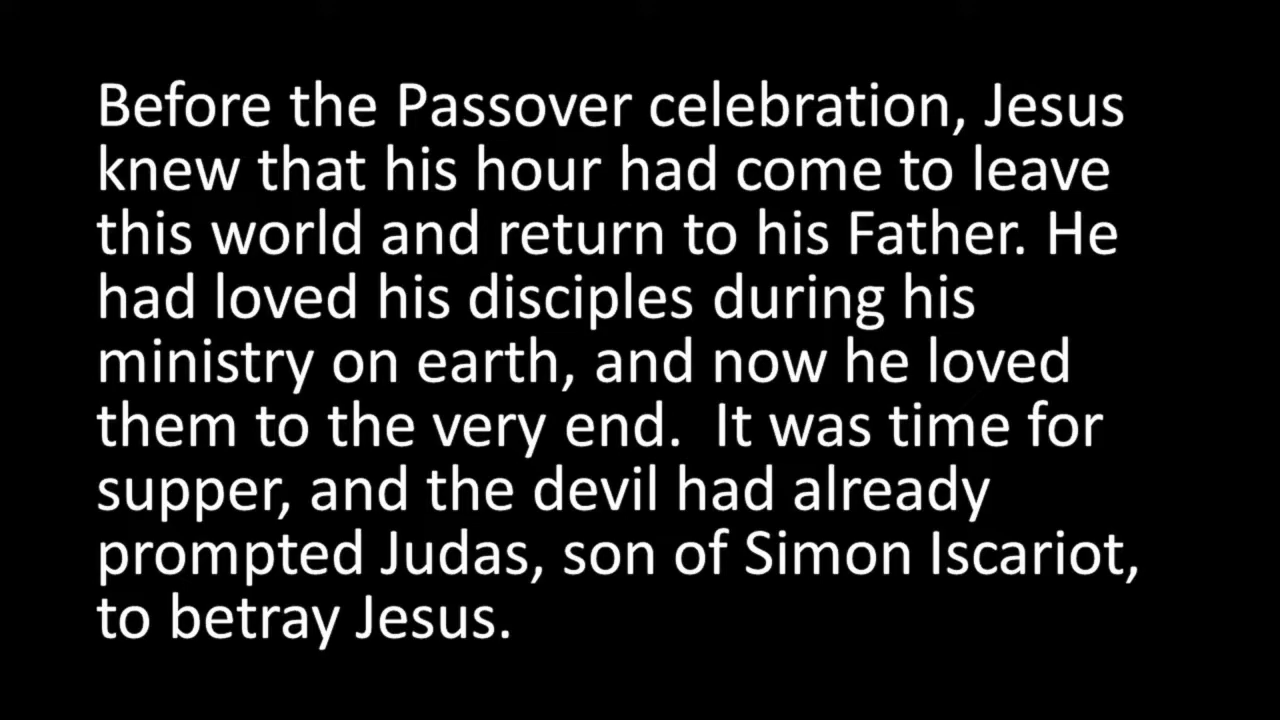 Before the Passover celebration, Jesus
knew that his hour had come to leave
this world and return to his Father. He
had loved his disciples during his
ministry on earth, and now he loved
them to the very end.  It was time for
supper, and the devil had already
prompted Judas, son of Simon Iscariot,
to betray Jesus.